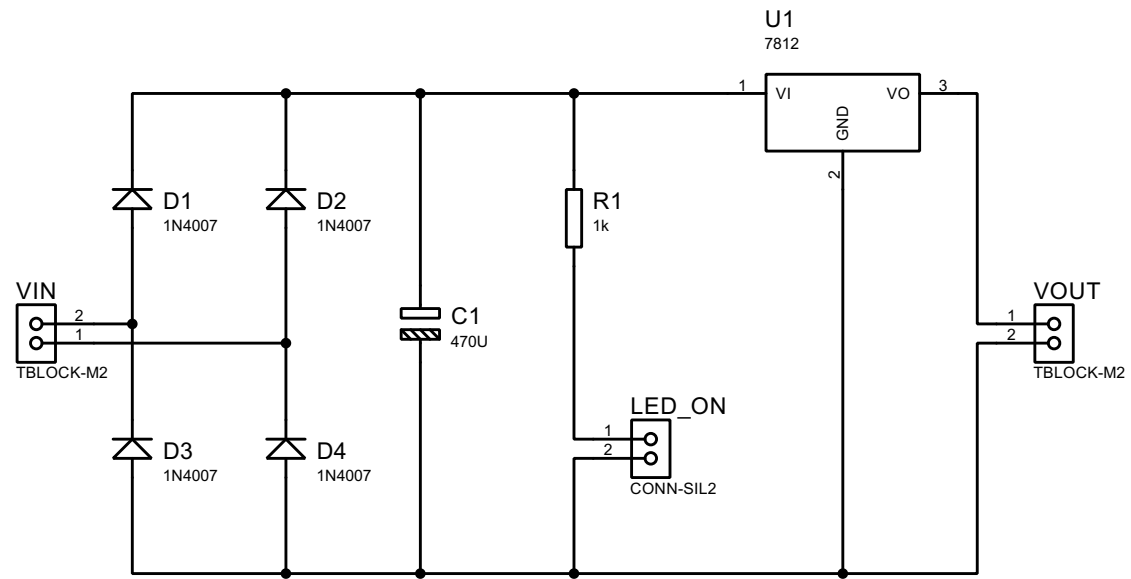 U1
7812
1
VI
VO
3
GND
2
D1
1N4007
D2
1N4007
R1
1k
VIN
2
1
TBLOCK-M2
C1
470U
VOUT
1
2
TBLOCK-M2
D3
1N4007
D4
1N4007
LED_ON
1
2
CONN-SIL2